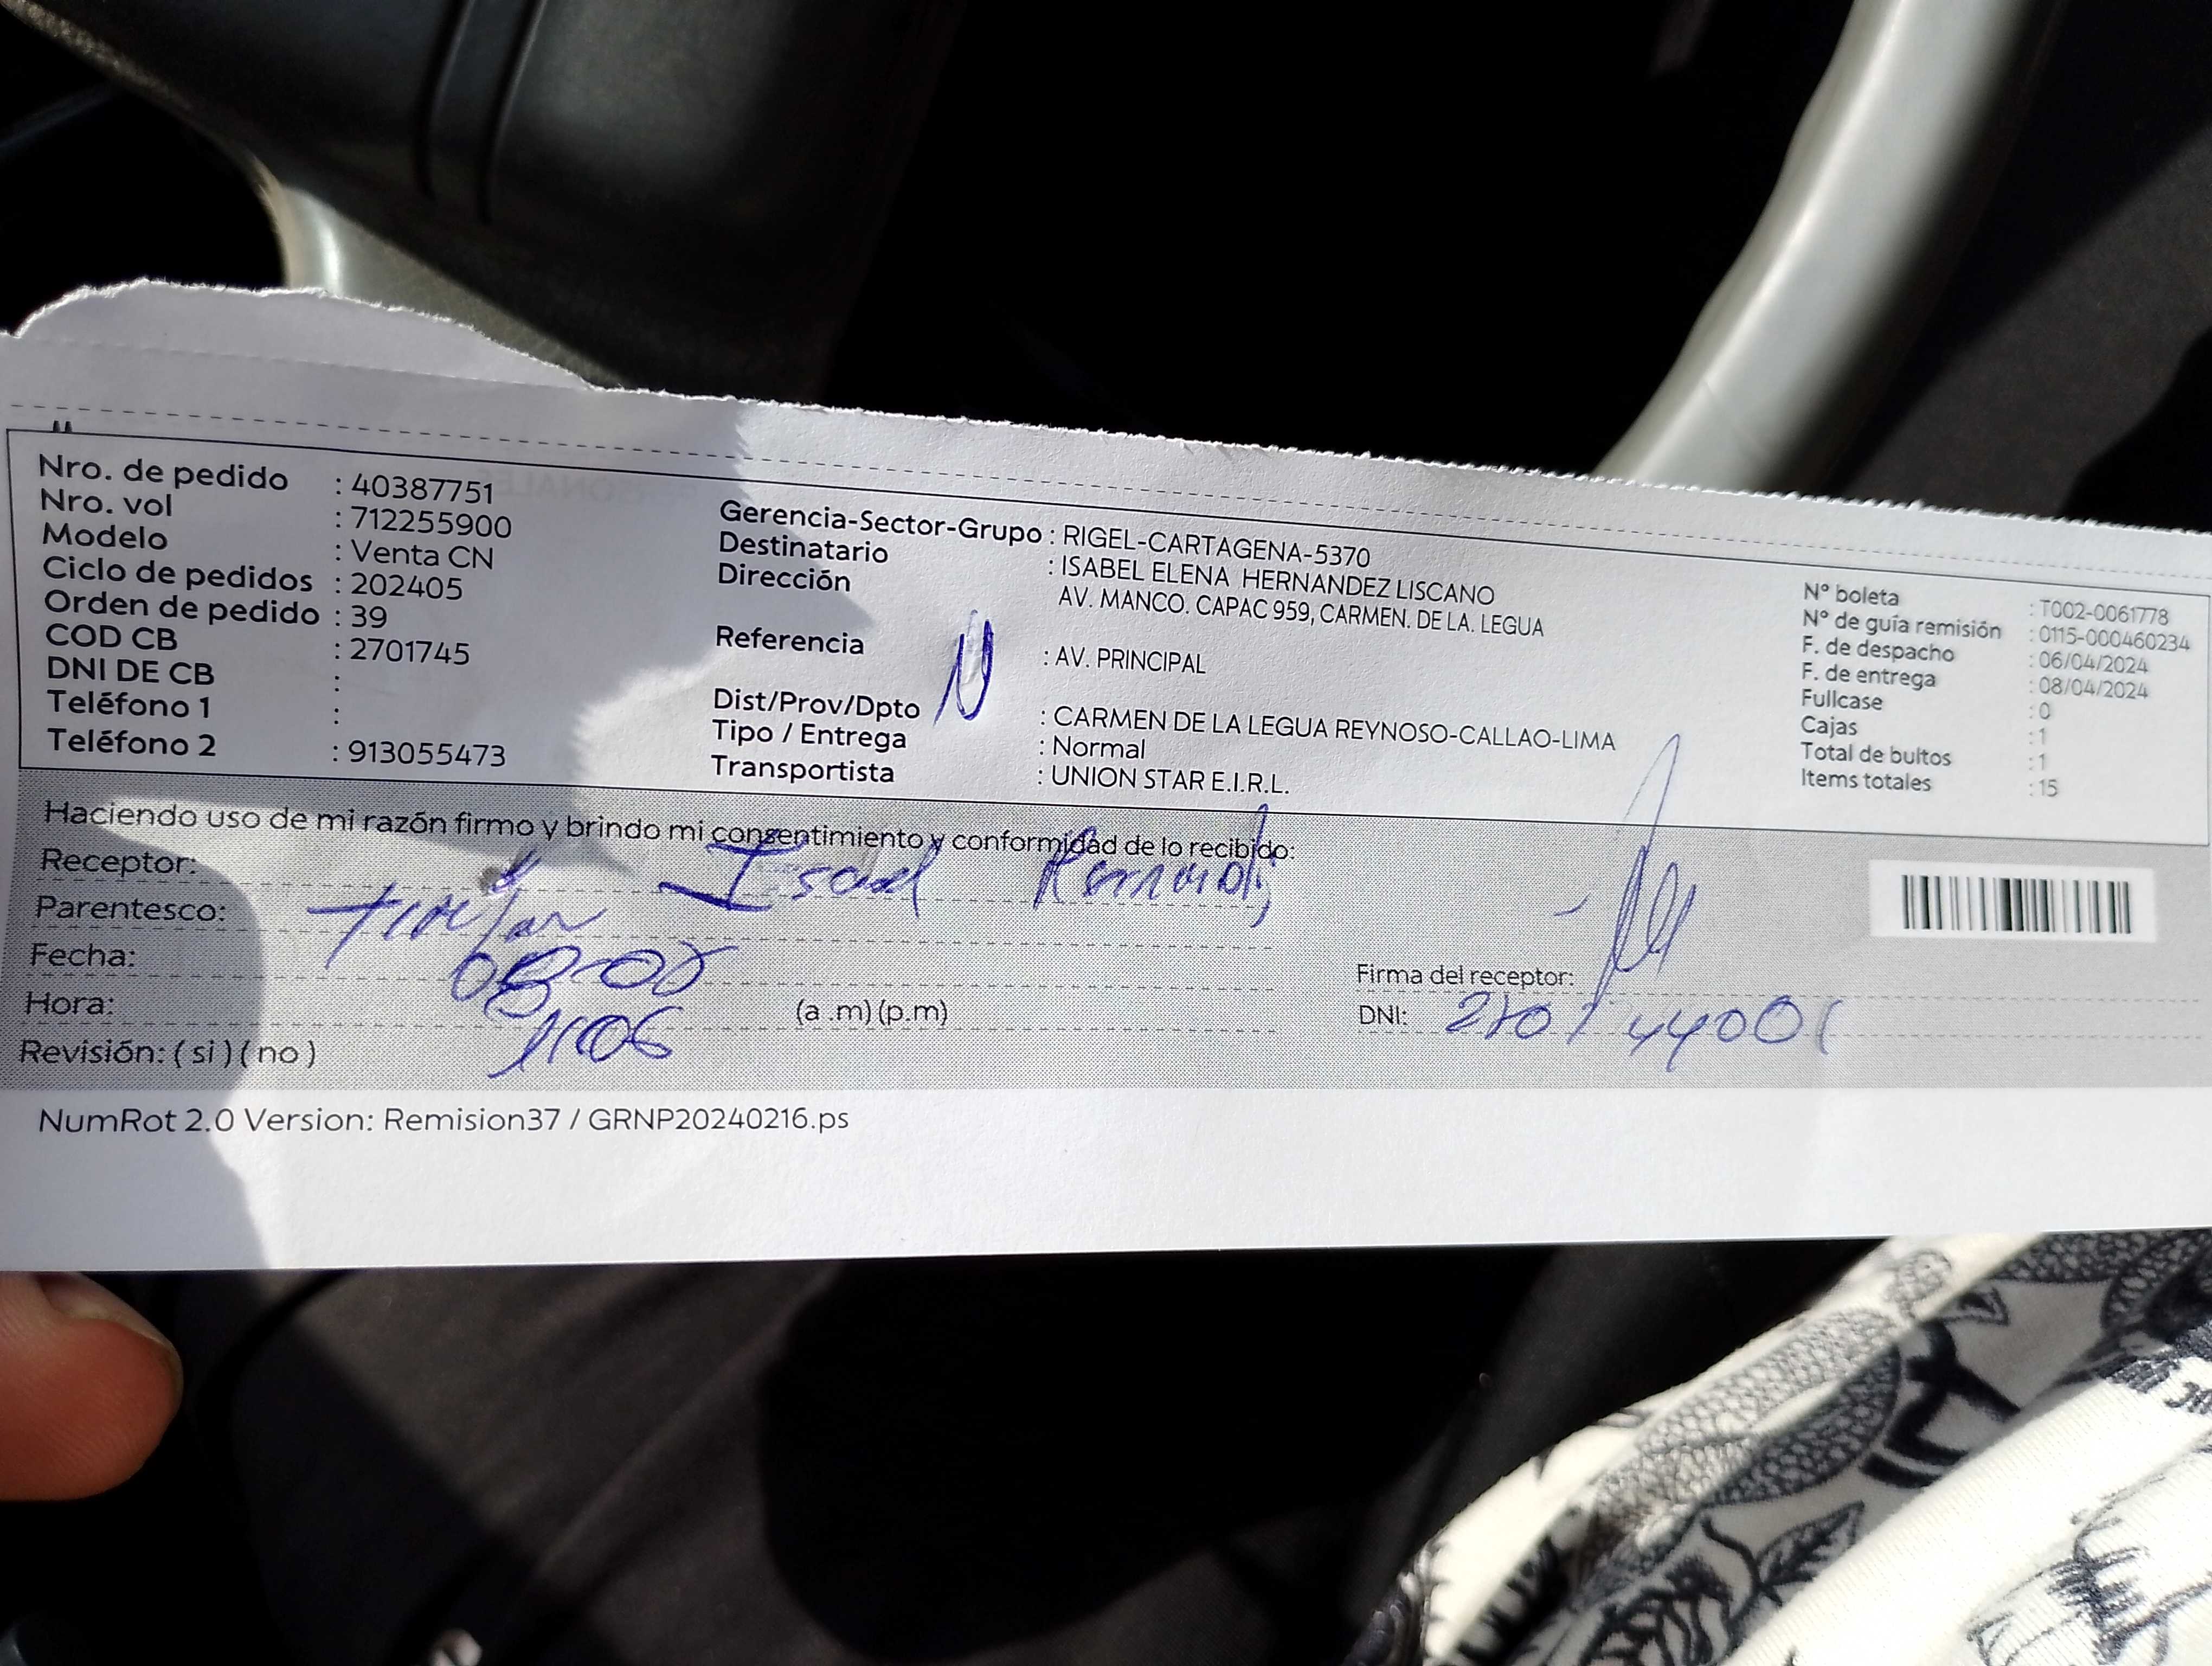 Nro. de pedido : 40387751
Nro. vol : 712255900
Modelo : Venta CN
Ciclo de pedidos : 202405
Orden de pedido : 39
COD CB : 2701745
DNI DE CB :
Teléfono 1 :
Teléfono 2 : 913055473
Gerencia-Sector-Grupo : RIGEL-CARTAGENA-5370
Destinatario : ISABEL ELENA HERNANDEZ LISCANO
Dirección AV. MANCO. CAPAC 959, CARMEN. DE LA. LEGUA
Referencia : AV. PRINCIPAL
Dist/Prov/Dpto : CARMEN DE LA LEGUA REYNOSO-CALLAO-LIMA
Tipo / Entrega : Normal
Transportista : UNION STAR E.I.R.L.
N° boleta : T002-0061778
N° de guía remisión : 0115-000460234
F. de despacho : 06/04/2024
F. de entrega : 08/04/2024
Fullcase : 0
Cajas : 1
Total de bultos : 1
Items totales : 15
Haciendo uso de mi razón firmo y brindo mi consentimiento y conformidad de lo recibido:
Receptor: Isabel
Parentesco:
Fecha:
Hora: (a .m) (p.m)
Revisión: ( si ) ( no )
Firma del receptor:
DNI:
NumRot 2.0 Version: Remision37 / GRNP20240216.ps